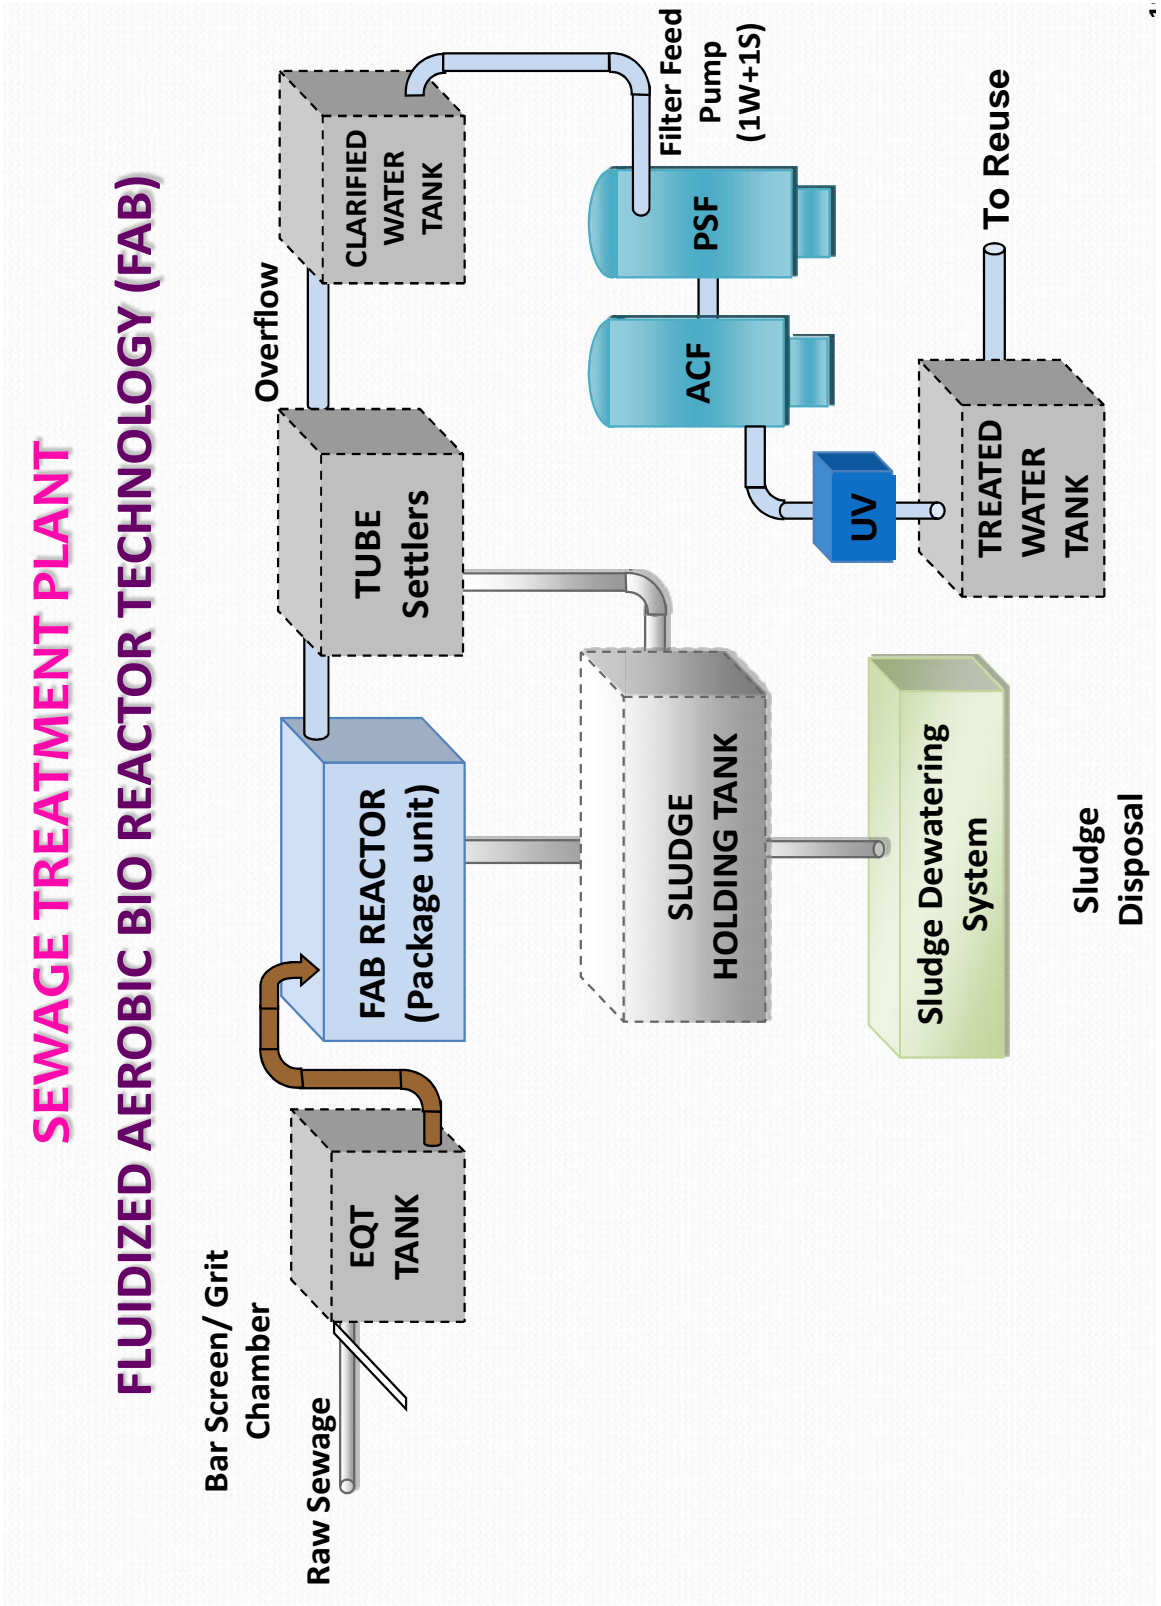 SEWAGE TREATMENT PLANT
FLUIDIZED AEROBIC BIO REACTOR TECHNOLOGY (FAB)
Bar Screen/ Grit
Chamber
Raw Sewage
EQT
TANK
FAB REACTOR
(Package unit)
TUBE
Settlers
Overflow
CLARIFIED
WATER
TANK
Filter Feed
Pump
(1W+1S)
PSF
ACF
UV
TREATED
WATER
TANK
To Reuse
SLUDGE
HOLDING TANK
Sludge Dewatering
System
Sludge
Disposal